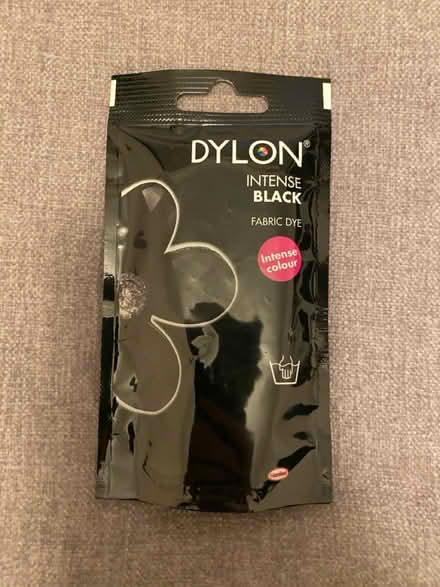 DYLON®
INTENSE
BLACK
FABRIC DYE
Intense
colour